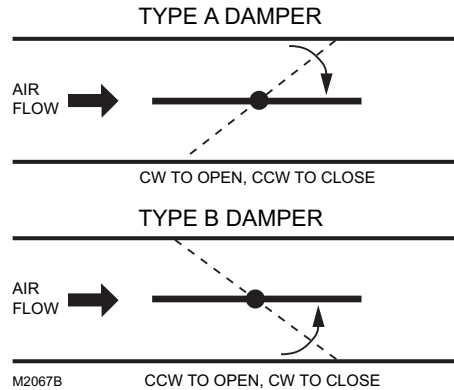 TYPE A DAMPER
AIR
FLOW
CW TO OPEN, CCW TO CLOSE
TYPE B DAMPER
AIR
FLOW
M2067B
CCW TO OPEN, CW TO CLOSE